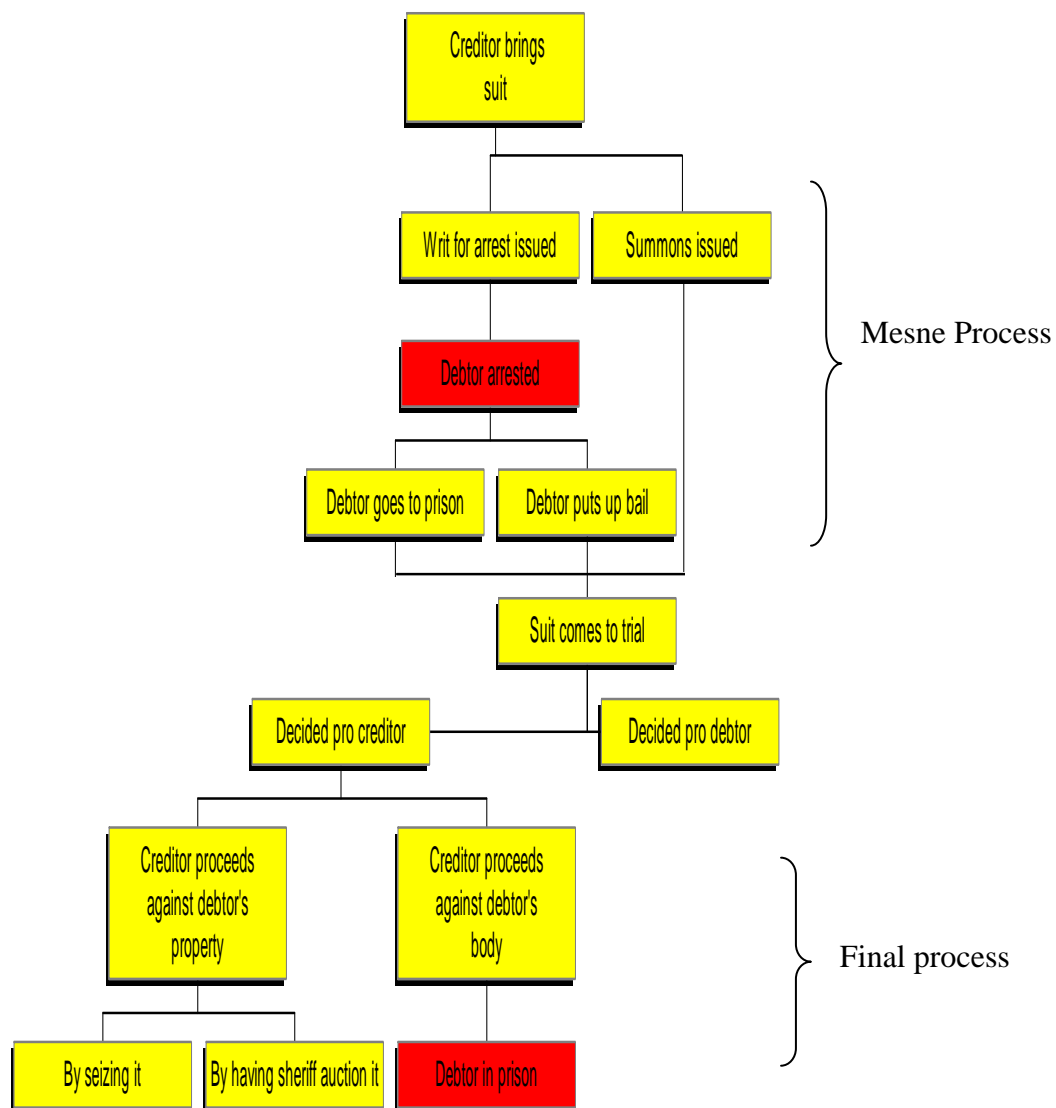 Creditor brings
suit
Writ for arrest issued
Summons issued
Mesne Process
Debtor arrested
Debtor goes to prison
Debtor puts up bail
Suit comes to trial
Decided pro creditor
Decided pro debtor
Creditor proceeds
against debtor's
property
Creditor proceeds
against debtor's
body
Final process
By seizing it
By having sheriff auction it
Debtor in prison